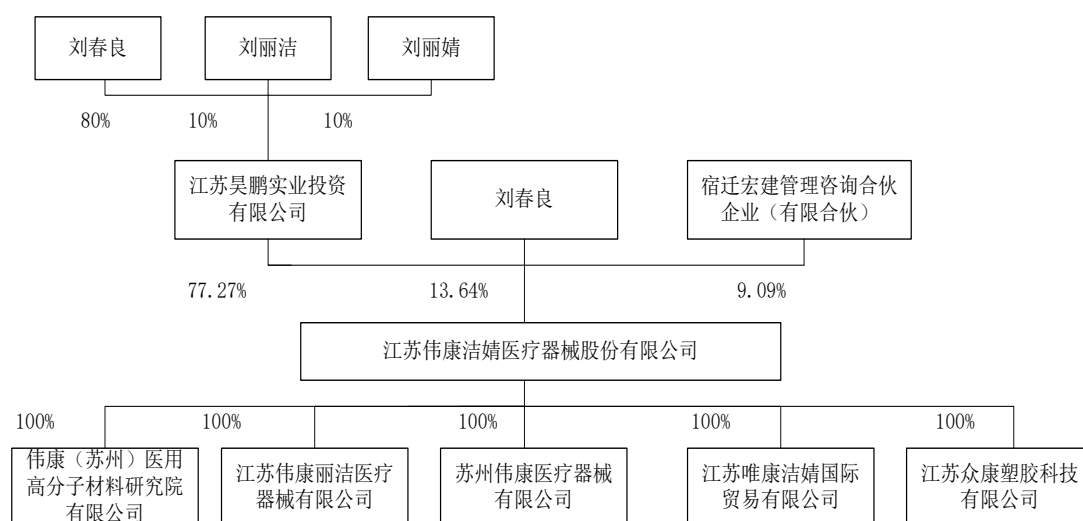 刘春良
刘丽洁
刘丽婧
80%
10%
10%
江苏昊鹏实业投资
有限公司
刘春良
宿迁宏建管理咨询合伙
企业（有限合伙）
77.27%
13.64%
9.09%
江苏伟康洁婧医疗器械股份有限公司
100%
100%
100%
100%
100%
伟康（苏州）医用
高分子材料研究院
有限公司
江苏伟康丽洁医疗
器械有限公司
苏州伟康医疗器械
有限公司
江苏唯康洁婧国际
贸易有限公司
江苏众康塑胶科技
有限公司